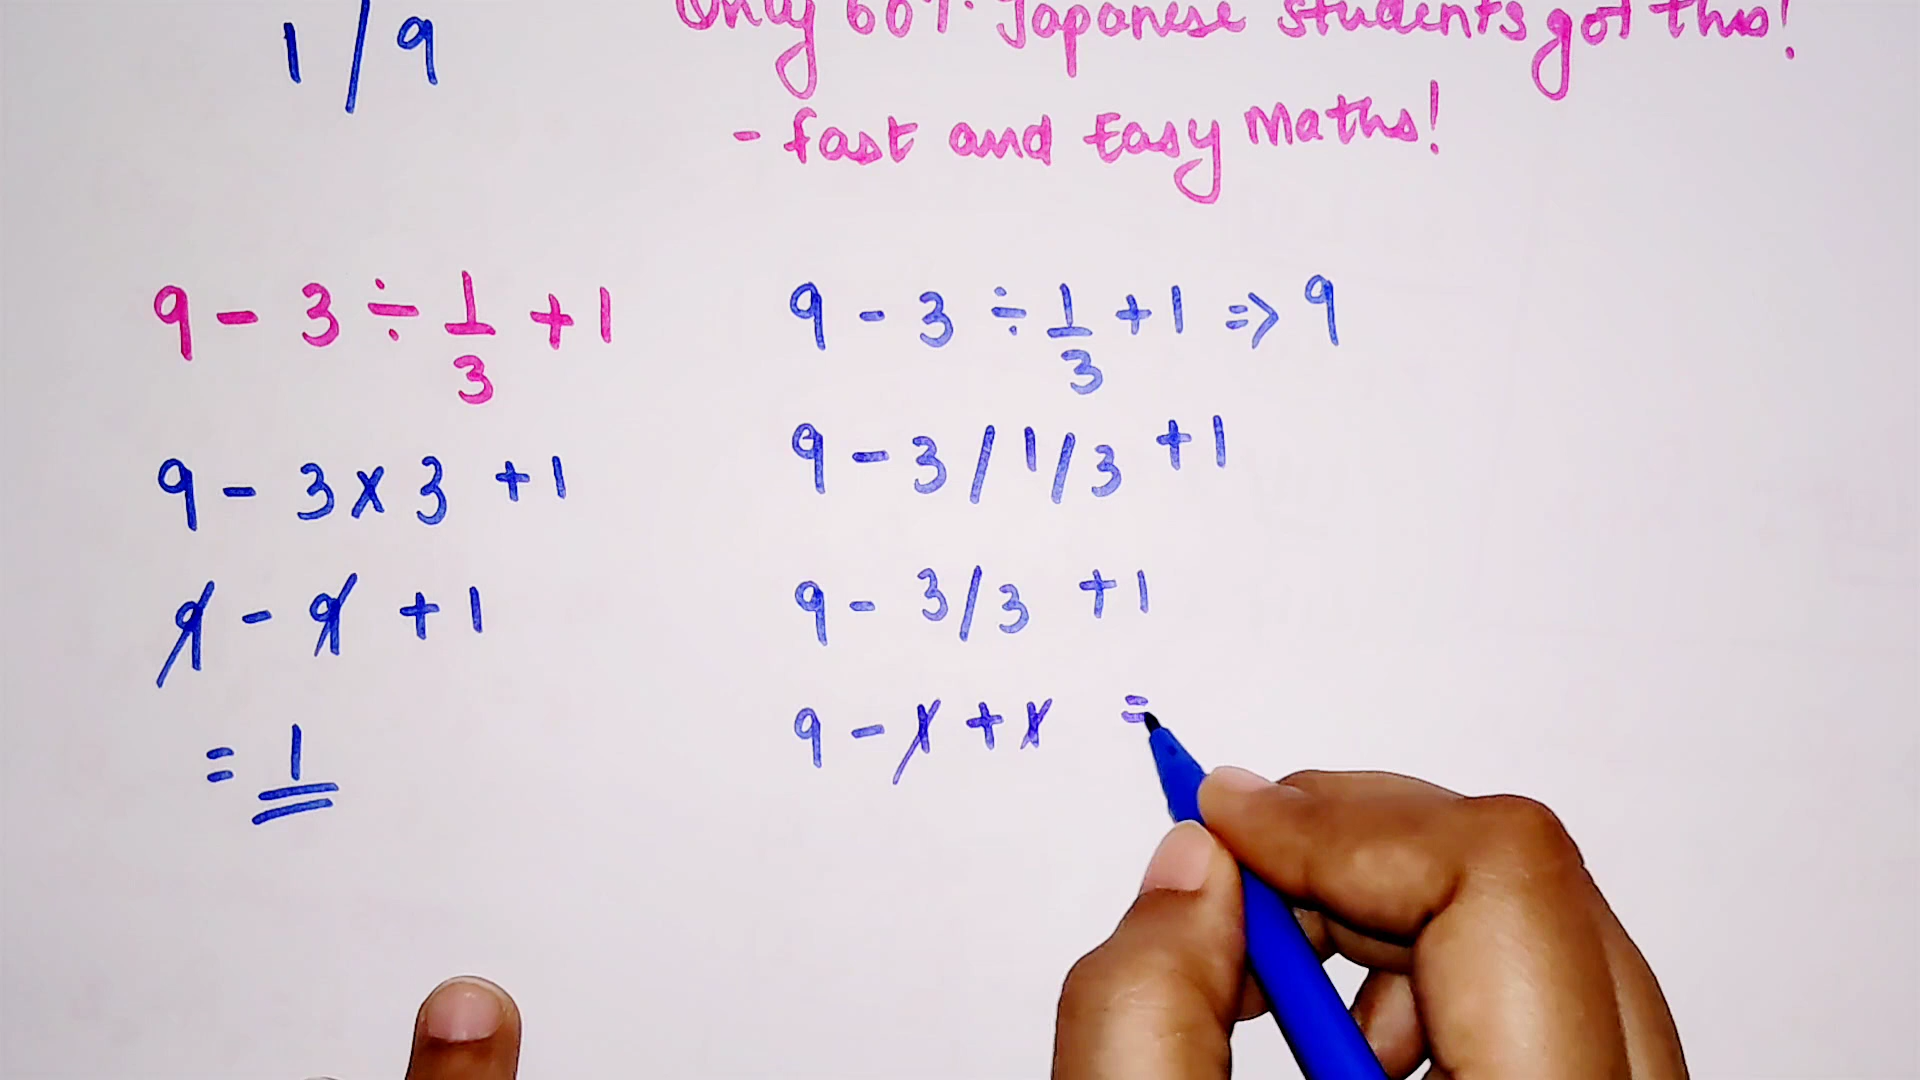 1/9
Only 60% Japanese students got this!
- fast and Easy Maths!
9 - 3 ÷ 1/3 + 1
9 - 3 x 3 + 1
9 - 9 + 1
= 1
9 - 3 ÷ 1/3 + 1 => 9
9 - 3/1/3 + 1
9 - 3/3 + 1
9 - 1 + 1 =